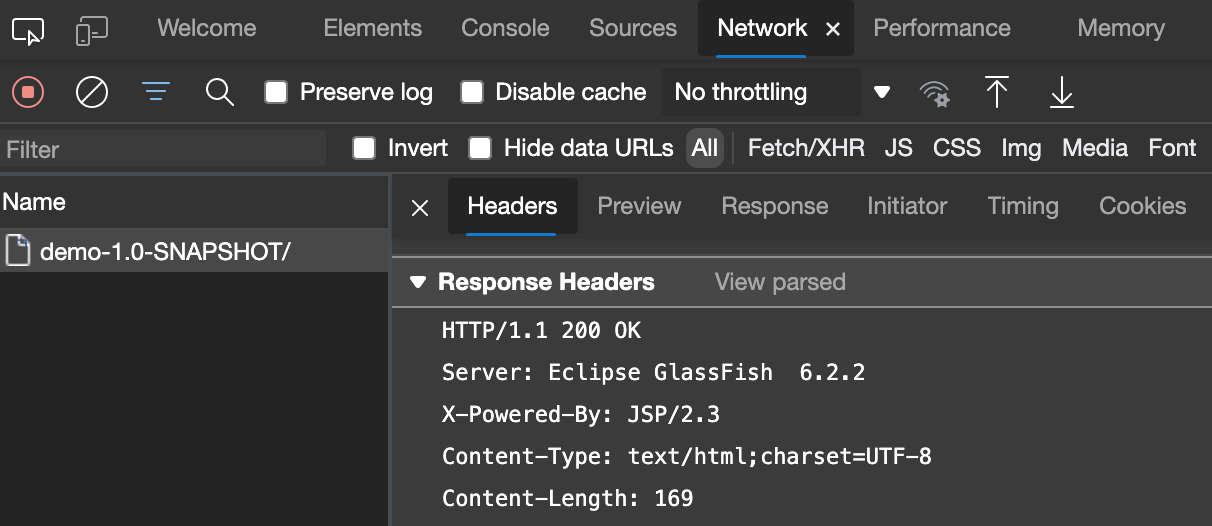 Welcome Elements Console Sources Network Performance Memory
Preserve log Disable cache No throttling
Filter Invert Hide data URLs All Fetch/XHR JS CSS Img Media Font
Name
demo-1.0-SNAPSHOT/
Headers Preview Response Initiator Timing Cookies
Response Headers View parsed
HTTP/1.1 200 OK
Server: Eclipse GlassFish  6.2.2
X-Powered-By: JSP/2.3
Content-Type: text/html;charset=UTF-8
Content-Length: 169